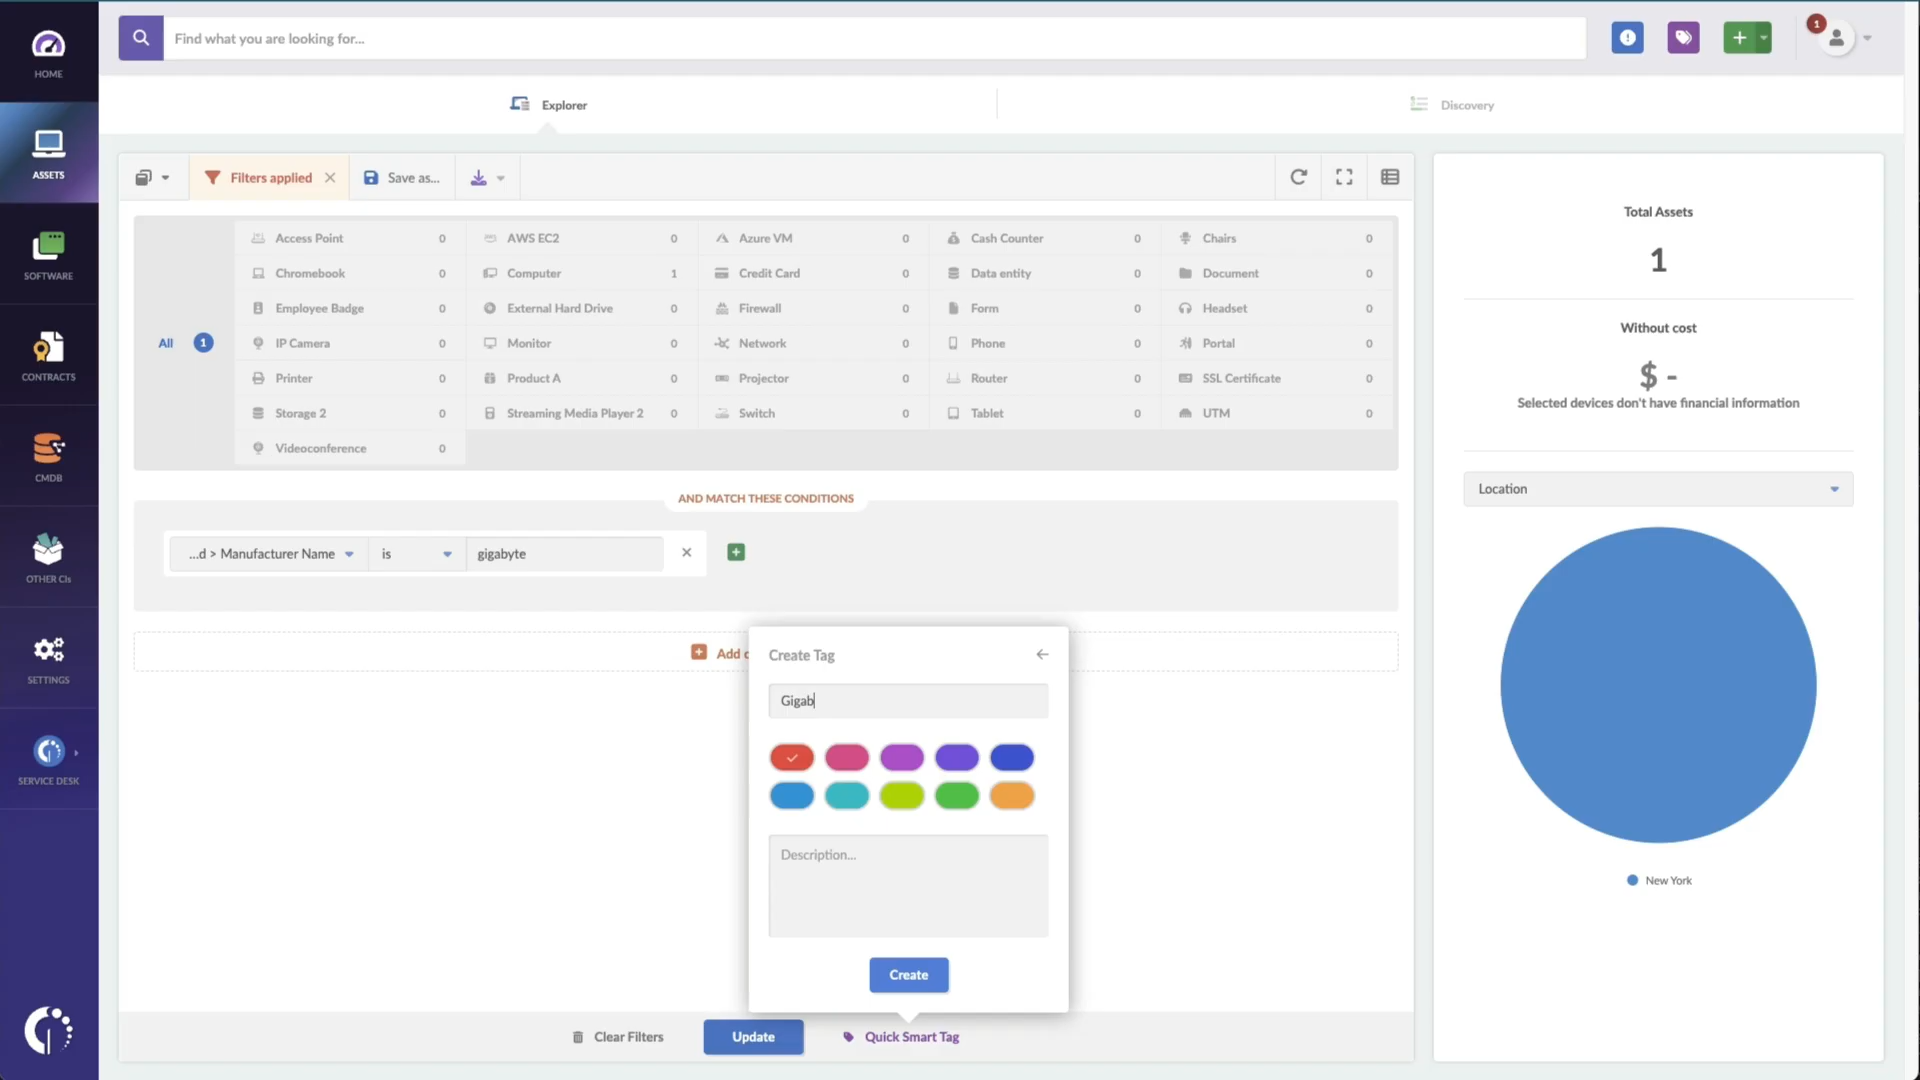 HOME
ASSETS
SOFTWARE
CONTRACTS
CMDB
OTHER CIs
SETTINGS
SERVICE DESK
Find what you are looking for...
1
Explorer
Discovery
Filters applied
Save as...
All 1
Access Point 0 AWS EC2 0 Azure VM 0 Cash Counter 0 Chairs 0
Chromebook 0 Computer 1 Credit Card 0 Data entity 0 Document 0
Employee Badge 0 External Hard Drive 0 Firewall 0 Form 0 Headset 0
IP Camera 0 Monitor 0 Network 0 Phone 0 Portal 0
Printer 0 Product A 0 Projector 0 Router 0 SSL Certificate 0
Storage 2 0 Streaming Media Player 2 0 Switch 0 Tablet 0 UTM 0
Videoconference 0
AND MATCH THESE CONDITIONS
...d > Manufacturer Name is gigabyte
Add
Create Tag
Gigab
Description...
Create
Clear Filters
Update
Quick Smart Tag
Total Assets
1
Without cost
$ -
Selected devices don't have financial information
Location
New York